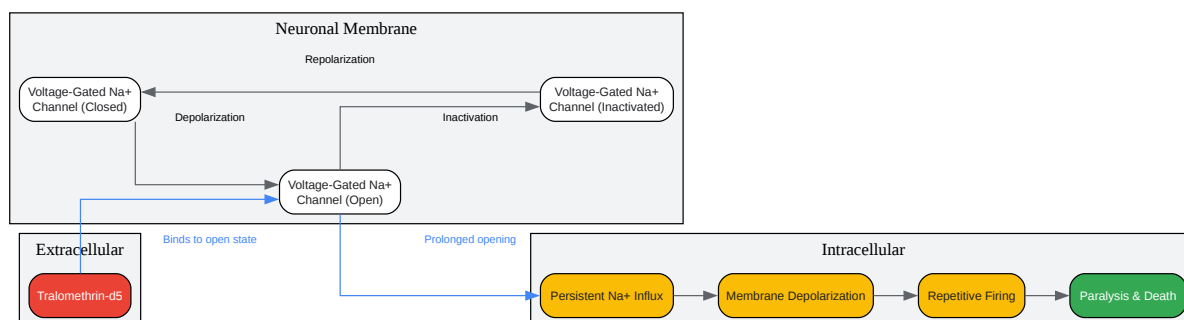 Neuronal Membrane
Repolarization
Voltage-Gated Na+
Channel (Closed)
Voltage-Gated Na+
Channel (Inactivated)
Depolarization
Inactivation
Voltage-Gated Na+
Channel (Open)
Binds to open state
Prolonged opening
Extracellular
Intracellular
Tralomethrin-d5
Persistent Na+ Influx
Membrane Depolarization
Repetitive Firing
Paralysis & Death